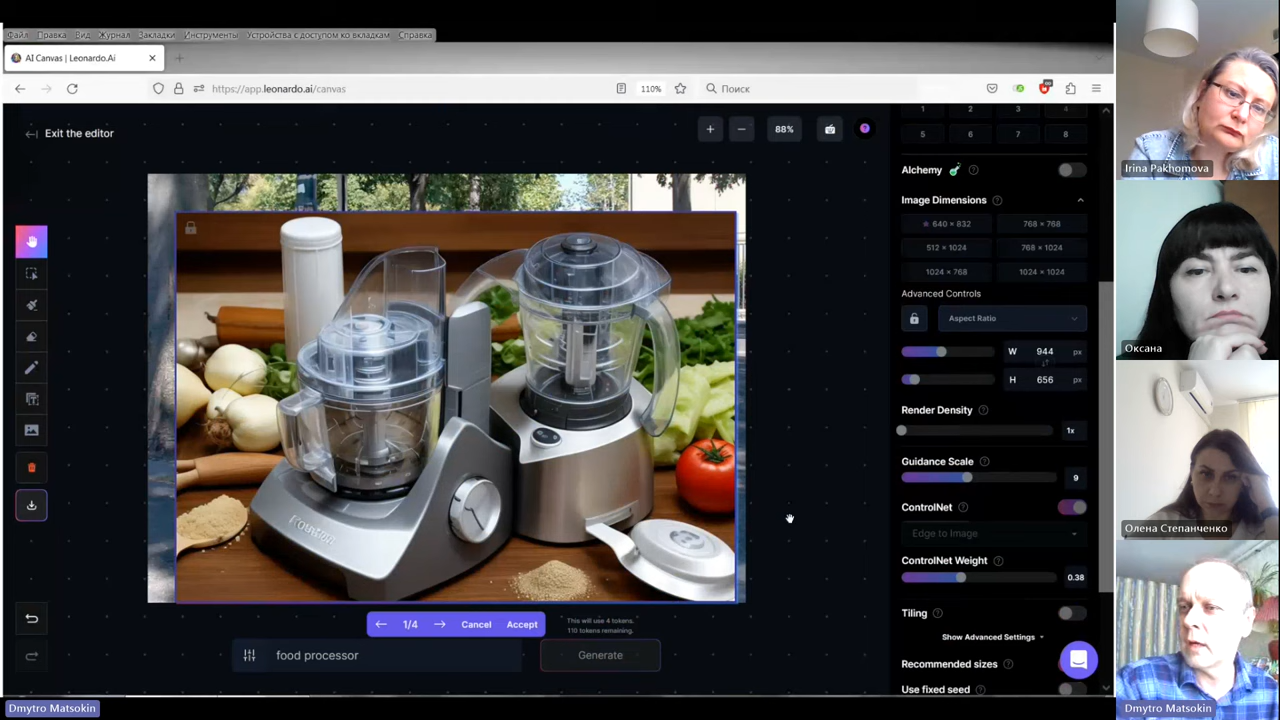 Файл Правка Вид Журнал Закладки Инструменты Устройства с доступом ко вкладкам Справка
AI Canvas | Leonardo.Ai
https://app.leonardo.ai/canvas
110%
Поиск
Exit the editor
88%
1 2 3 4
5 6 7 8
Alchemy
Image Dimensions
640 × 832 768 × 768
512 × 1024 768 × 1024
1024 × 768 1024 × 1024
Advanced Controls
Aspect Ratio
W 944 px
H 656 px
Render Density
1x
Guidance Scale
9
ControlNet
Edge to Image
ControlNet Weight
0.38
Tiling
Show Advanced Settings
Recommended sizes
Use fixed seed
1/4 Cancel Accept
This will use 4 tokens.
110 tokens remaining.
food processor
Generate
Dmytro Matsokin
Irina Pakhomova
Оксана
Олена Степанченко
Dmytro Matsokin